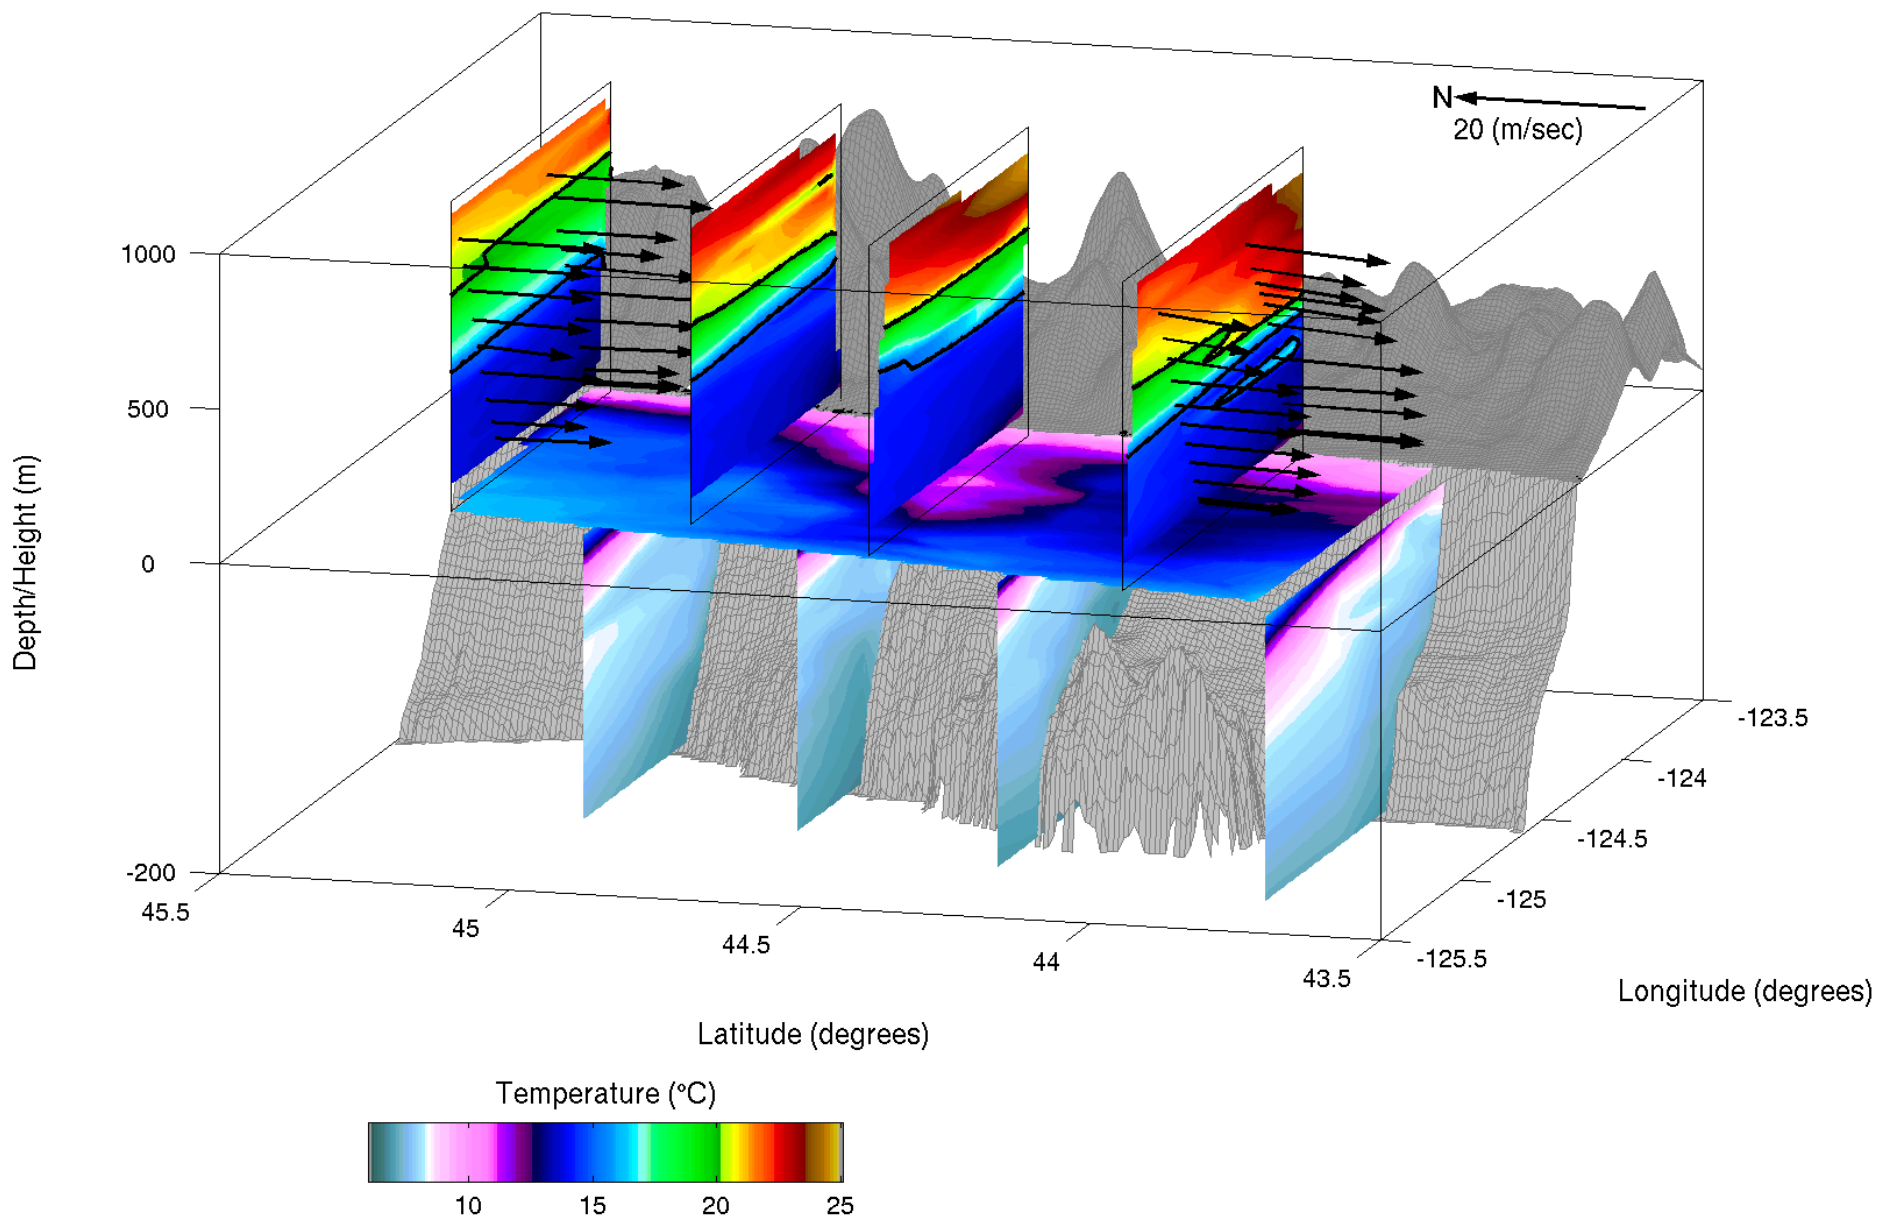 N
20 (m/sec)
1000
500
0
-200
Depth/Height (m)
45.5
45
44.5
44
43.5
-123.5
-124
-124.5
-125
-125.5
Longitude (degrees)
Latitude (degrees)
Temperature (°C)
10 15 20 25